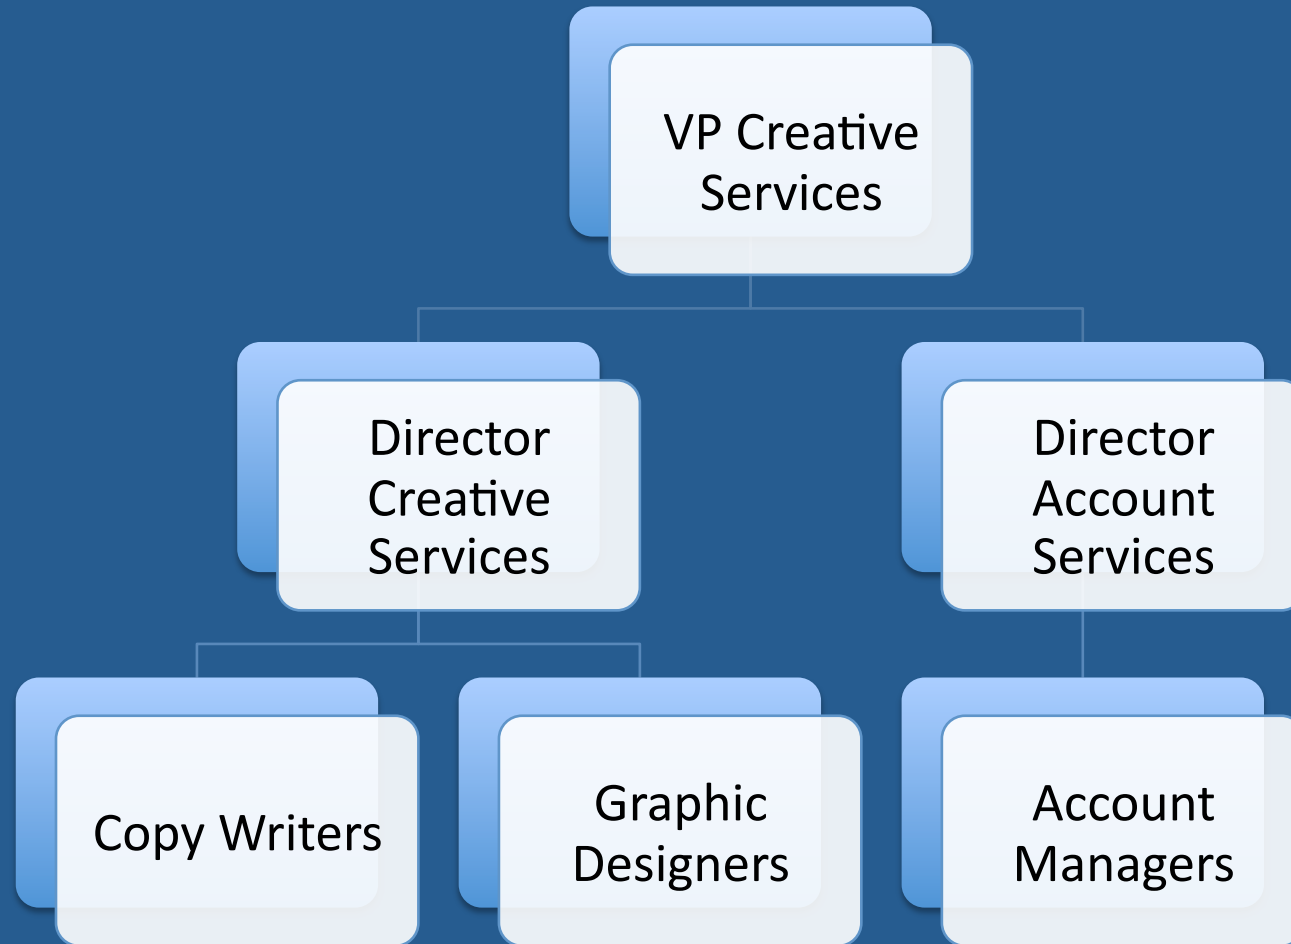 VP Creative
Services
Director
Creative
Services
Director
Account
Services
Copy Writers
Graphic
Designers
Account
Managers